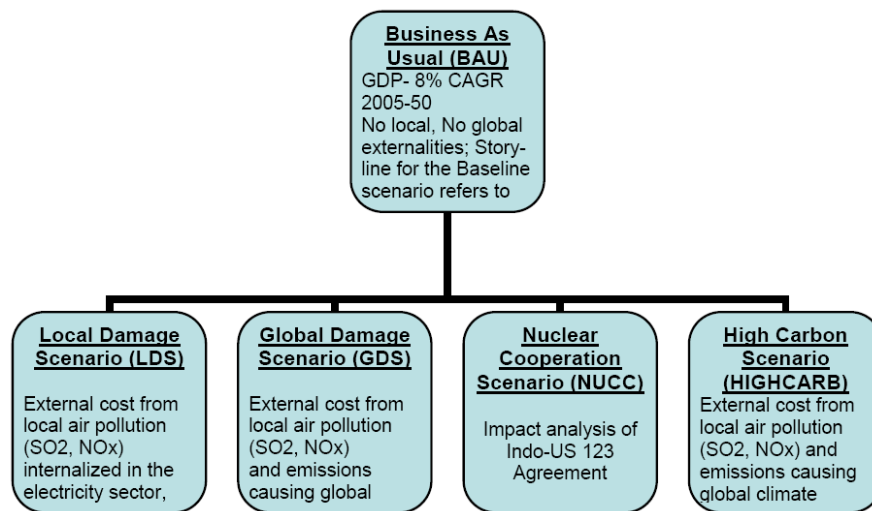 Business As
Usual (BAU)
GDP- 8% CAGR
2005-50
No local, No global
externalities; Story-
line for the Baseline
scenario refers to
Local Damage
Scenario (LDS)
External cost from
local air pollution
(SO2, NOx)
internalized in the
electricity sector,
Global Damage
Scenario (GDS)
External cost from
local air pollution
(SO2, NOx)
and emissions
causing global
Nuclear
Cooperation
Scenario (NUCC)
Impact analysis of
Indo-US 123
Agreement
High Carbon
Scenario
(HIGHCARB)
External cost from
local air pollution
(SO2, NOx) and
emissions causing
global climate